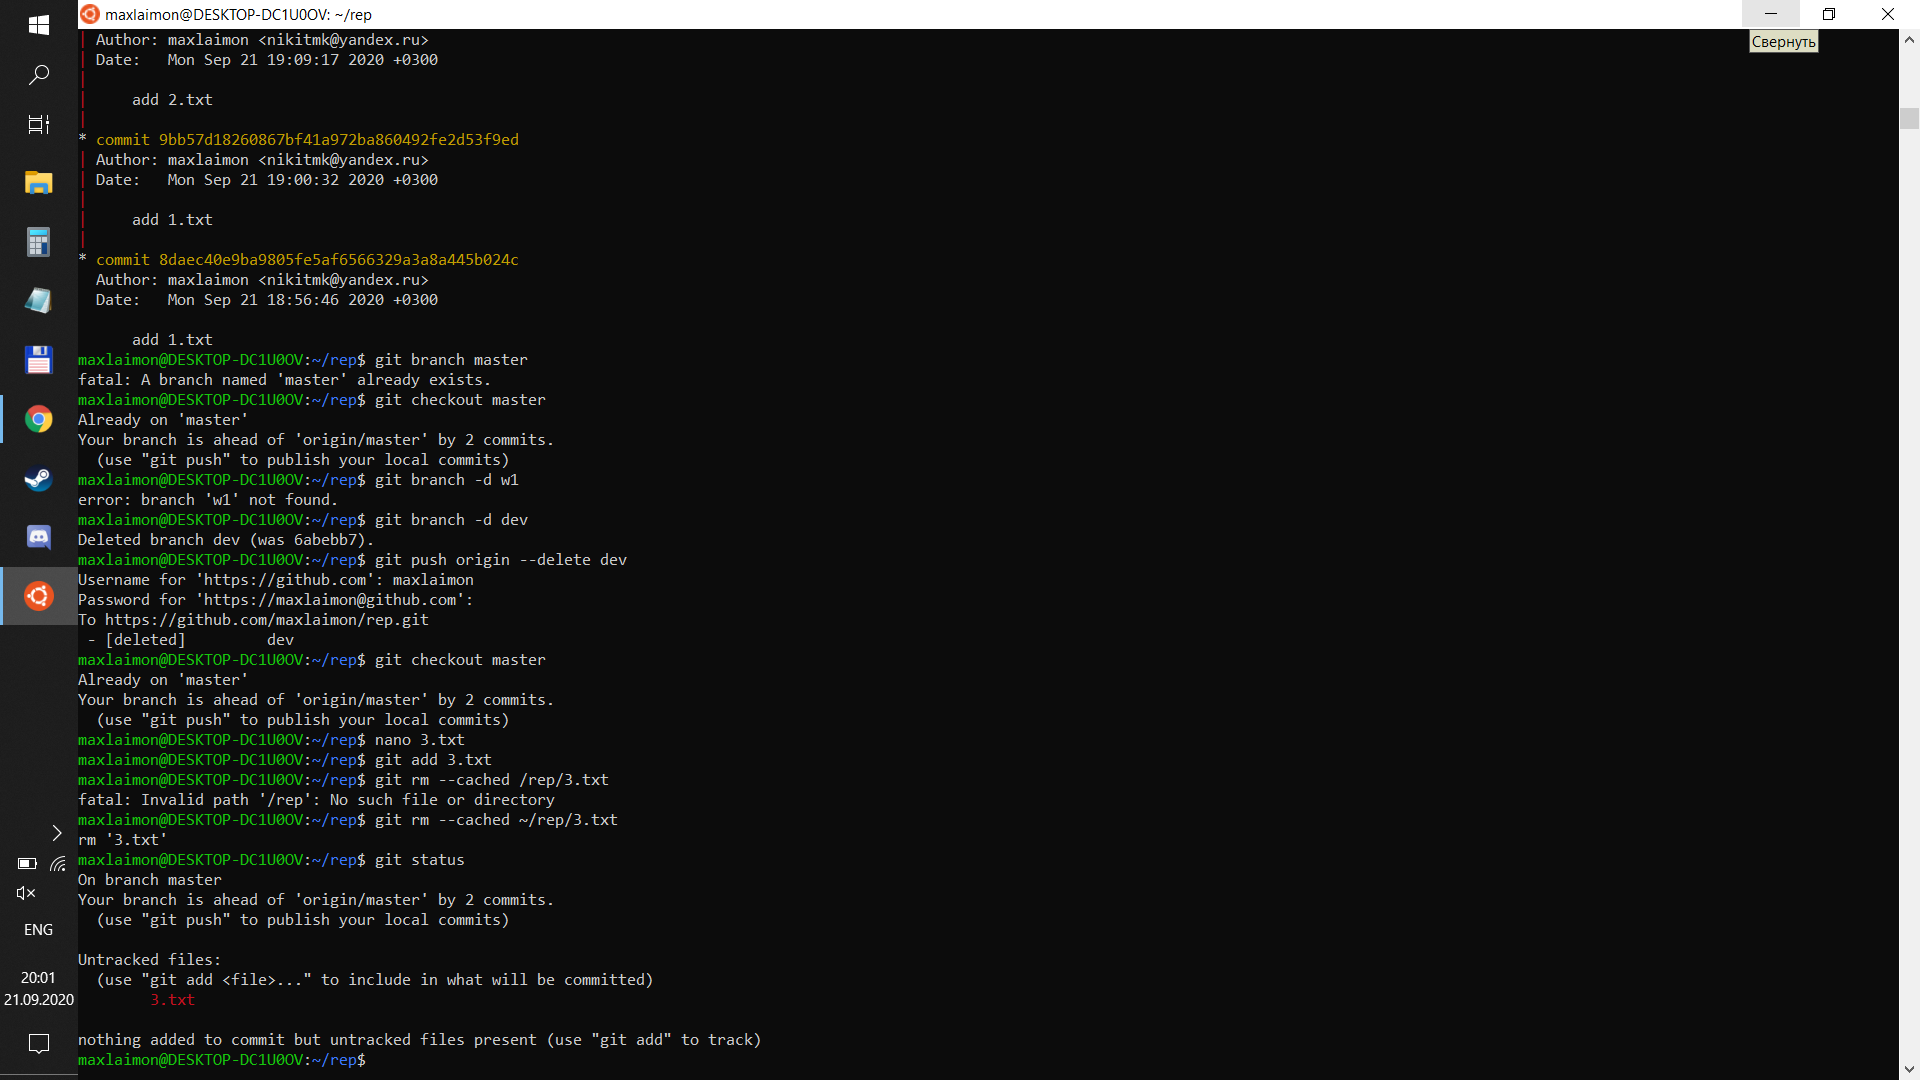 maxlaimon@DESKTOP-DC1U0OV: ~/rep
Свернуть
| Author: maxlaimon <nikitmk@yandex.ru>
| Date:   Mon Sep 21 19:09:17 2020 +0300
|
|     add 2.txt
|
* commit 9bb57d18260867bf41a972ba860492fe2d53f9ed
| Author: maxlaimon <nikitmk@yandex.ru>
| Date:   Mon Sep 21 19:00:32 2020 +0300
|
|     add 1.txt
|
* commit 8daec40e9ba9805fe5af6566329a3a8a445b024c
  Author: maxlaimon <nikitmk@yandex.ru>
  Date:   Mon Sep 21 18:56:46 2020 +0300
      add 1.txt
maxlaimon@DESKTOP-DC1U0OV:~/rep$ git branch master
fatal: A branch named 'master' already exists.
maxlaimon@DESKTOP-DC1U0OV:~/rep$ git checkout master
Already on 'master'
Your branch is ahead of 'origin/master' by 2 commits.
  (use "git push" to publish your local commits)
maxlaimon@DESKTOP-DC1U0OV:~/rep$ git branch -d w1
error: branch 'w1' not found.
maxlaimon@DESKTOP-DC1U0OV:~/rep$ git branch -d dev
Deleted branch dev (was 6abebb7).
maxlaimon@DESKTOP-DC1U0OV:~/rep$ git push origin --delete dev
Username for 'https://github.com': maxlaimon
Password for 'https://maxlaimon@github.com':
To https://github.com/maxlaimon/rep.git
 - [deleted]         dev
maxlaimon@DESKTOP-DC1U0OV:~/rep$ git checkout master
Already on 'master'
Your branch is ahead of 'origin/master' by 2 commits.
  (use "git push" to publish your local commits)
maxlaimon@DESKTOP-DC1U0OV:~/rep$ nano 3.txt
maxlaimon@DESKTOP-DC1U0OV:~/rep$ git add 3.txt
maxlaimon@DESKTOP-DC1U0OV:~/rep$ git rm --cached /rep/3.txt
fatal: Invalid path '/rep': No such file or directory
maxlaimon@DESKTOP-DC1U0OV:~/rep$ git rm --cached ~/rep/3.txt
rm '3.txt'
maxlaimon@DESKTOP-DC1U0OV:~/rep$ git status
On branch master
Your branch is ahead of 'origin/master' by 2 commits.
  (use "git push" to publish your local commits)
Untracked files:
  (use "git add <file>..." to include in what will be committed)
        3.txt
nothing added to commit but untracked files present (use "git add" to track)
maxlaimon@DESKTOP-DC1U0OV:~/rep$
ENG
20:01
21.09.2020